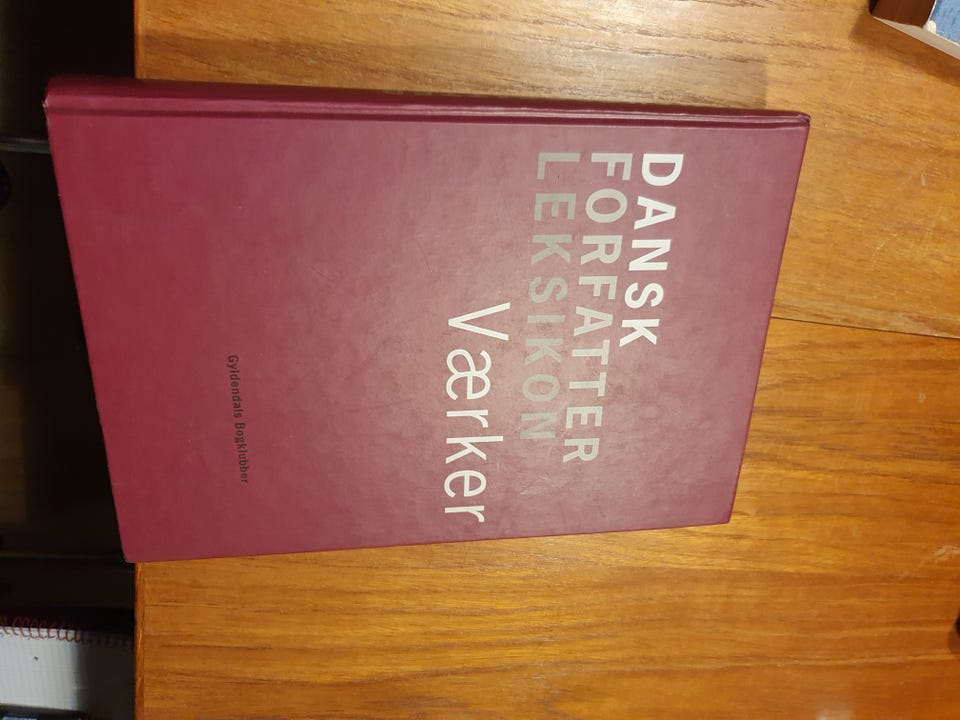 DANSK
FORFATTER
LEKSIKON
Værker
Gyldendals Bogklubber